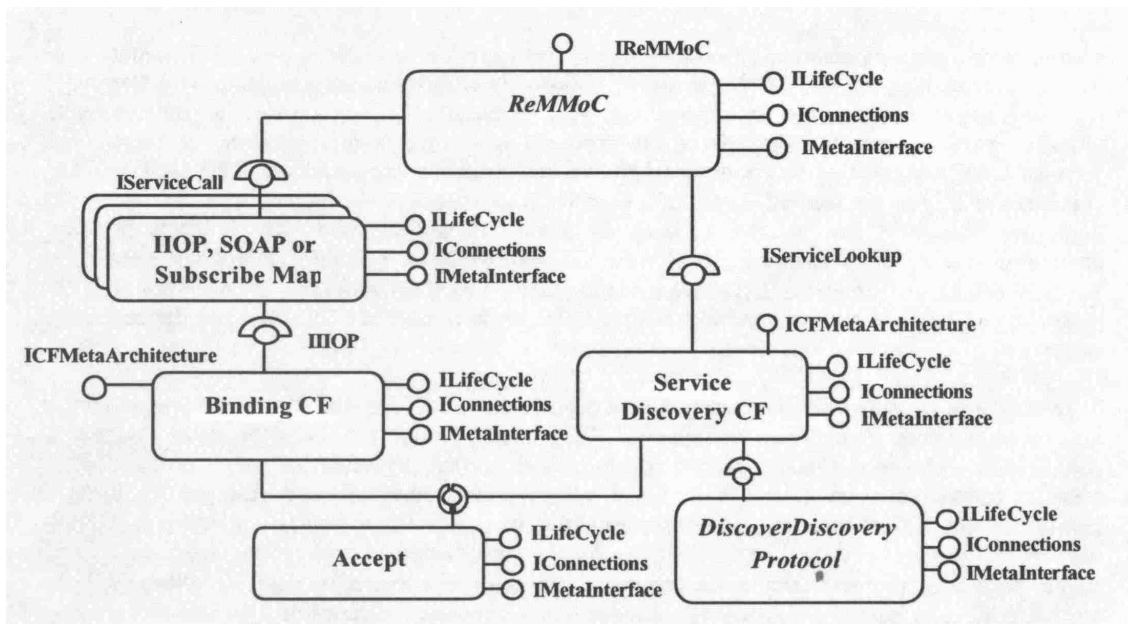 IReMMoC
ReMMoC
ILifeCycle
IConnections
IMetaInterface
IServiceCall
IIOP, SOAP or
Subscribe Map
ILifeCycle
IConnections
IMetaInterface
IServiceLookup
IIIOP
ICFMetaArchitecture
ICFMetaArchitecture
Binding CF
ILifeCycle
IConnections
IMetaInterface
Service
Discovery CF
ILifeCycle
IConnections
IMetaInterface
Accept
ILifeCycle
IConnections
IMetaInterface
DiscoverDiscovery
Protocol
ILifeCycle
IConnections
IMetaInterface